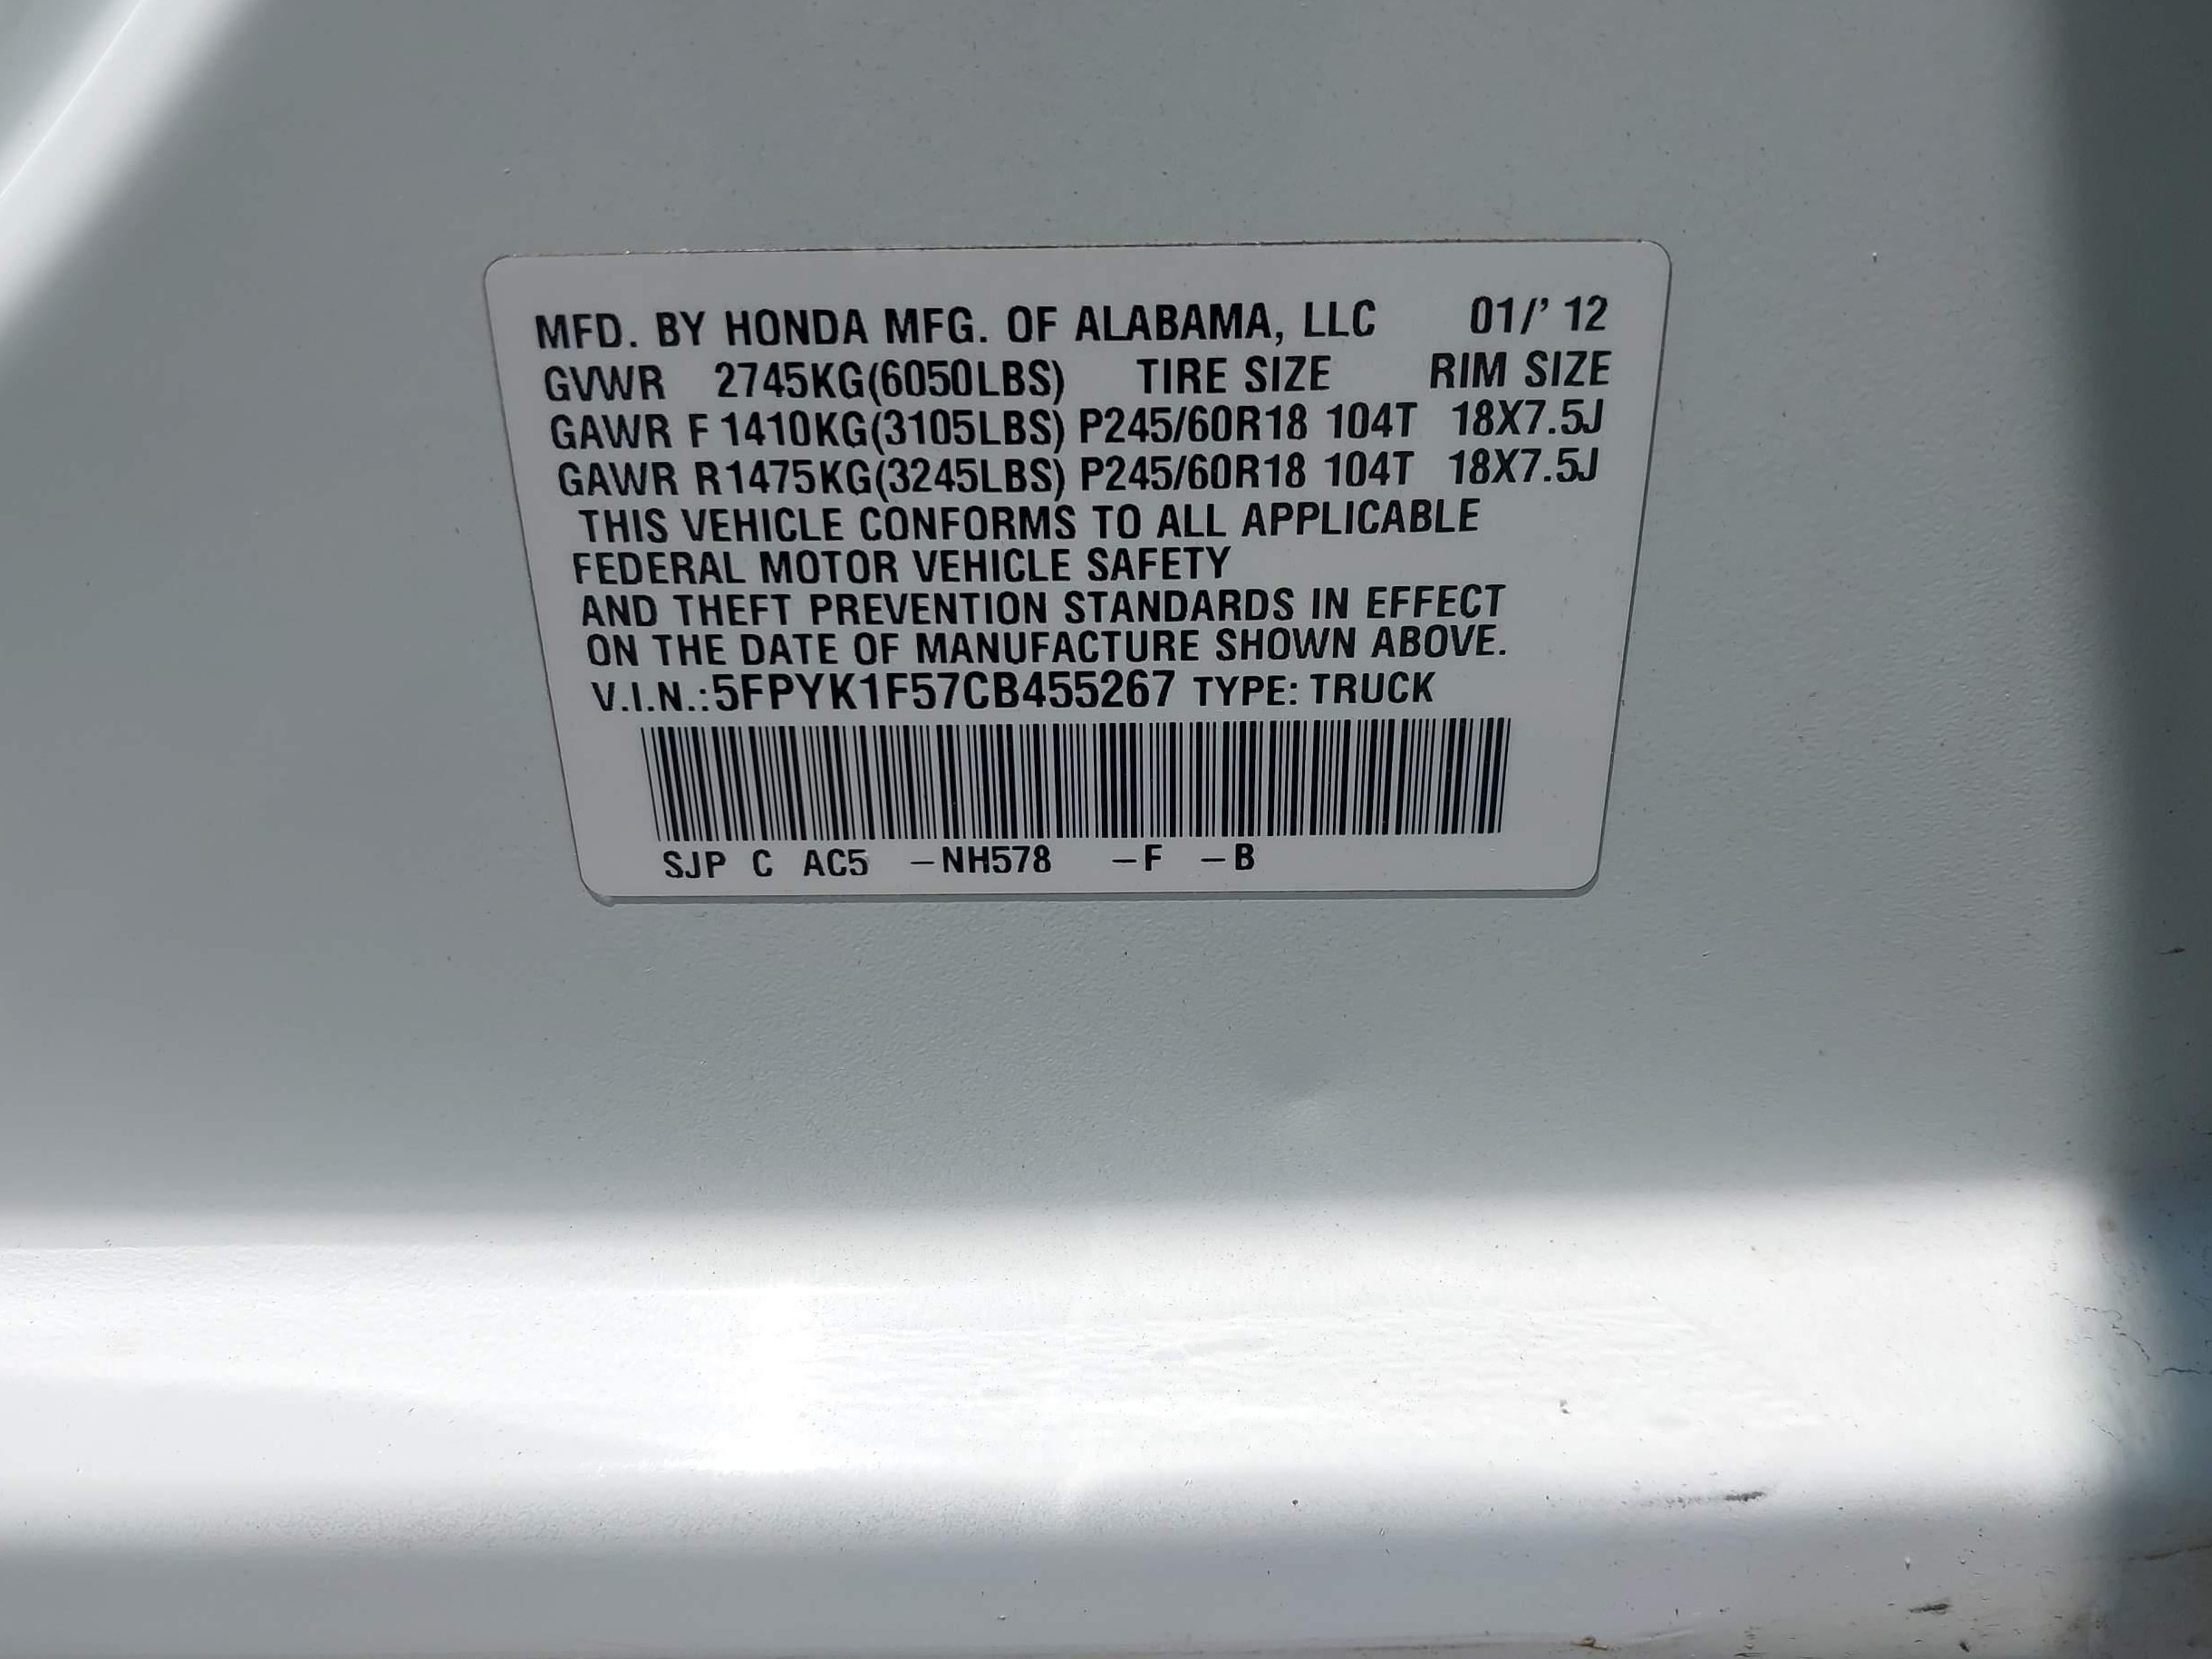 MFD. BY HONDA MFG. OF ALABAMA, LLC 01/' 12
GVWR 2745KG(6050LBS) TIRE SIZE RIM SIZE
GAWR F 1410KG(3105LBS) P245/60R18 104T 18X7.5J
GAWR R1475KG(3245LBS) P245/60R18 104T 18X7.5J
THIS VEHICLE CONFORMS TO ALL APPLICABLE
FEDERAL MOTOR VEHICLE SAFETY
AND THEFT PREVENTION STANDARDS IN EFFECT
ON THE DATE OF MANUFACTURE SHOWN ABOVE.
V.I.N.:5FPYK1F57CB455267 TYPE: TRUCK
SJP C AC5 –NH578 –F –B